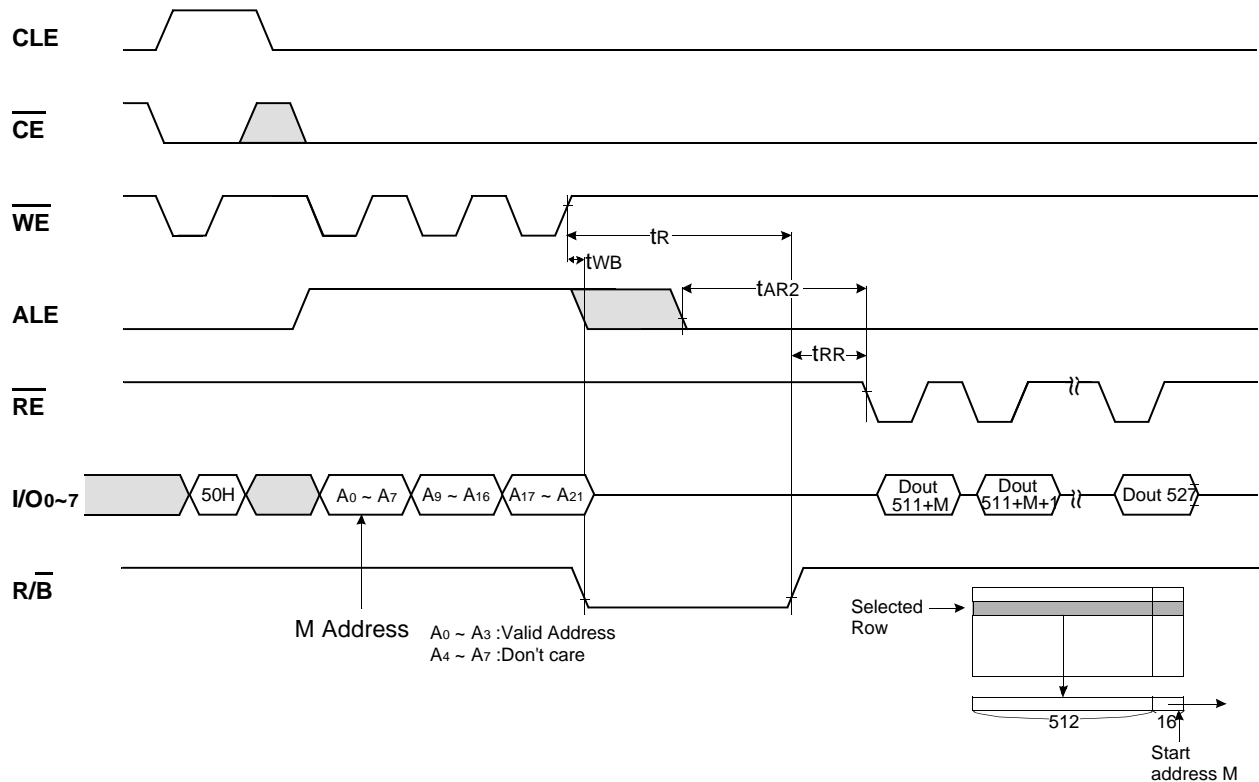 CLE
CE
WE
tR
tWB
tAR2
ALE
tRR
RE
I/O0~7
50H
A0 ~ A7
A9 ~ A16
A17 ~ A21
Dout
511+M
Dout
511+M+1
Dout 527
R/B
M Address
A0 ~ A3 :Valid Address
A4 ~ A7 :Don't care
Selected
Row
512
16
Start
address M